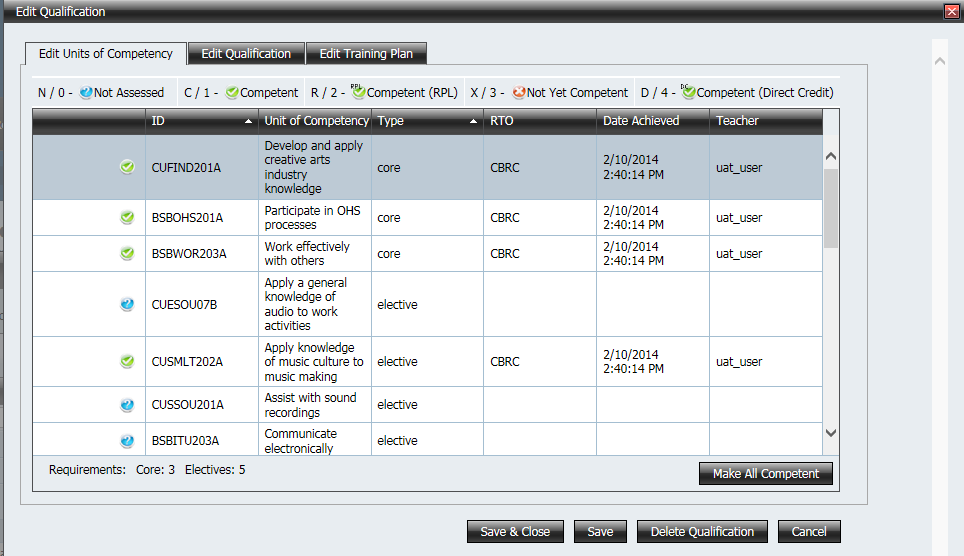 Edit Qualification
Edit Units of Competency Edit Qualification Edit Training Plan
N / 0 - Not Assessed C / 1 - Competent R / 2 - RPL Competent (RPL) X / 3 - Not Yet Competent D / 4 - DC Competent (Direct Credit)
ID Unit of Competency Type RTO Date Achieved Teacher
CUFIND201A Develop and apply creative arts industry knowledge core CBRC 2/10/2014 2:40:14 PM uat_user
BSBOHS201A Participate in OHS processes core CBRC 2/10/2014 2:40:14 PM uat_user
BSBWOR203A Work effectively with others core CBRC 2/10/2014 2:40:14 PM uat_user
CUESOU07B Apply a general knowledge of audio to work activities elective
CUSMLT202A Apply knowledge of music culture to music making elective CBRC 2/10/2014 2:40:14 PM uat_user
CUSSOU201A Assist with sound recordings elective
BSBITU203A Communicate electronically elective
Requirements: Core: 3 Electives: 5
Make All Competent
Save & Close Save Delete Qualification Cancel